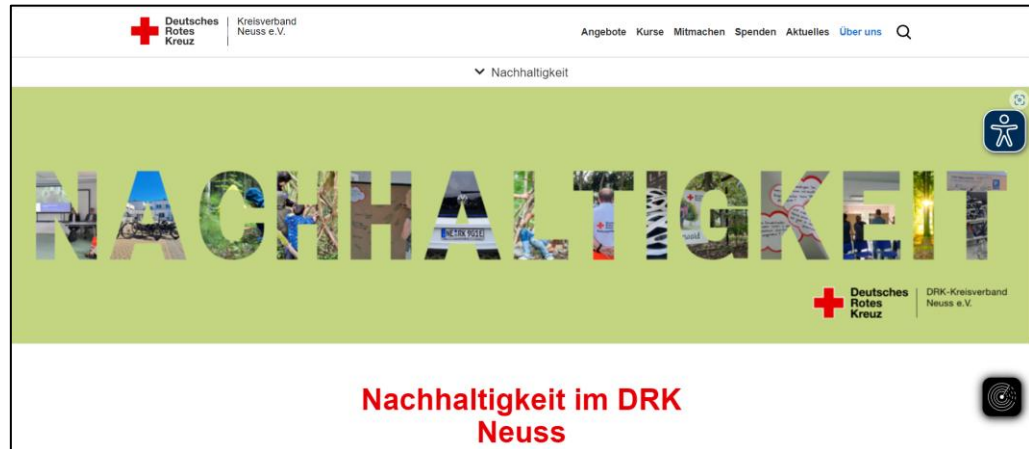 Deutsches
Rotes
Kreuz
Kreisverband
Neuss e.V.
Angebote Kurse Mitmachen Spenden Aktuelles Über uns
Nachhaltigkeit
NACHHALTIGKEIT
Deutsches
Rotes
Kreuz
DRK-Kreisverband
Neuss e.V.
Nachhaltigkeit im DRK
Neuss